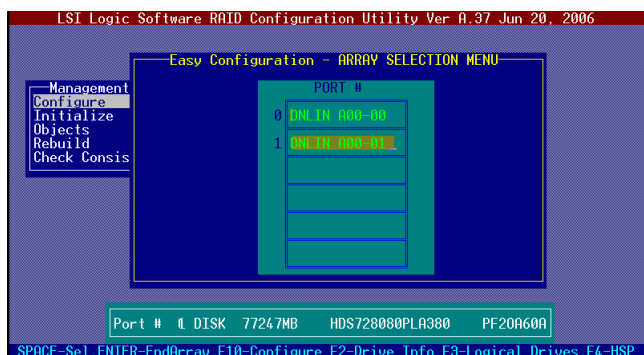 LSI Logic Software RAID Configuration Utility Ver A.37 Jun 20, 2006
Easy Configuration - ARRAY SELECTION MENU
Management
PORT #
Configure
Initialize
Objects
Rebuild
Check Consis
0 ONLIN A00-00
1 ONLIN A00-01
Port # 1 DISK 77247MB HDS728080PLA380 PF2OA60A
SPACE-Sel ENTER-EndArray F10-Configure F2-Drive Info F3-Logical Drives F4-HSP